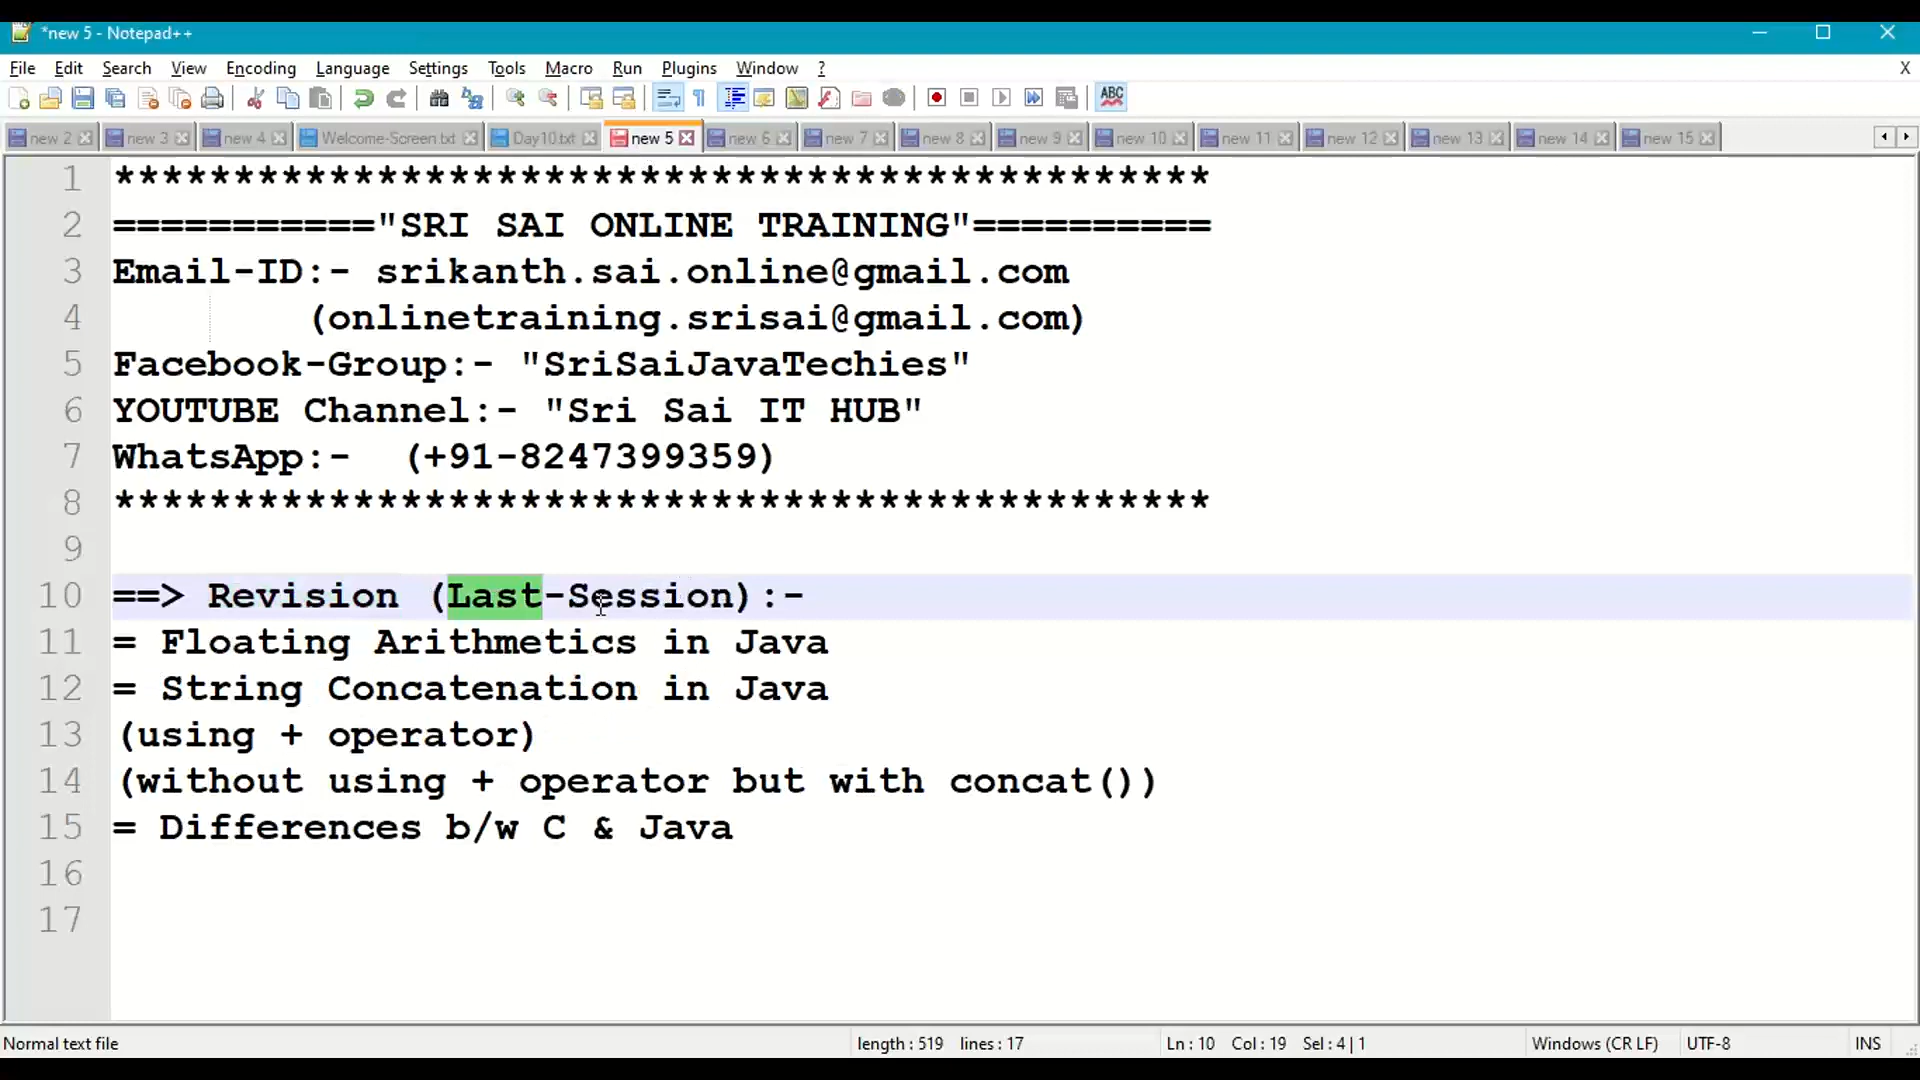 *new 5 - Notepad++
File Edit Search View Encoding Language Settings Tools Macro Run Plugins Window ? X
ABC
new 2 new 3 new 4 Welcome-Screen.txt Day10.txt new 5 new 6 new 7 new 8 new 9 new 10 new 11 new 12 new 13 new 14 new 15
1 **********************************************
2 ==========="SRI SAI ONLINE TRAINING"==========
3 Email-ID:- srikanth.sai.online@gmail.com
4 (onlinetraining.srisai@gmail.com)
5 Facebook-Group:- "SriSaiJavaTechies"
6 YOUTUBE Channel:- "Sri Sai IT HUB"
7 WhatsApp:- (+91-8247399359)
8 **********************************************
9
10 ==> Revision (Last-Session):-
11 = Floating Arithmetics in Java
12 = String Concatenation in Java
13 (using + operator)
14 (without using + operator but with concat())
15 = Differences b/w C & Java
16
17
Normal text file length : 519 lines : 17 Ln : 10 Col : 19 Sel : 4 | 1 Windows (CR LF) UTF-8 INS